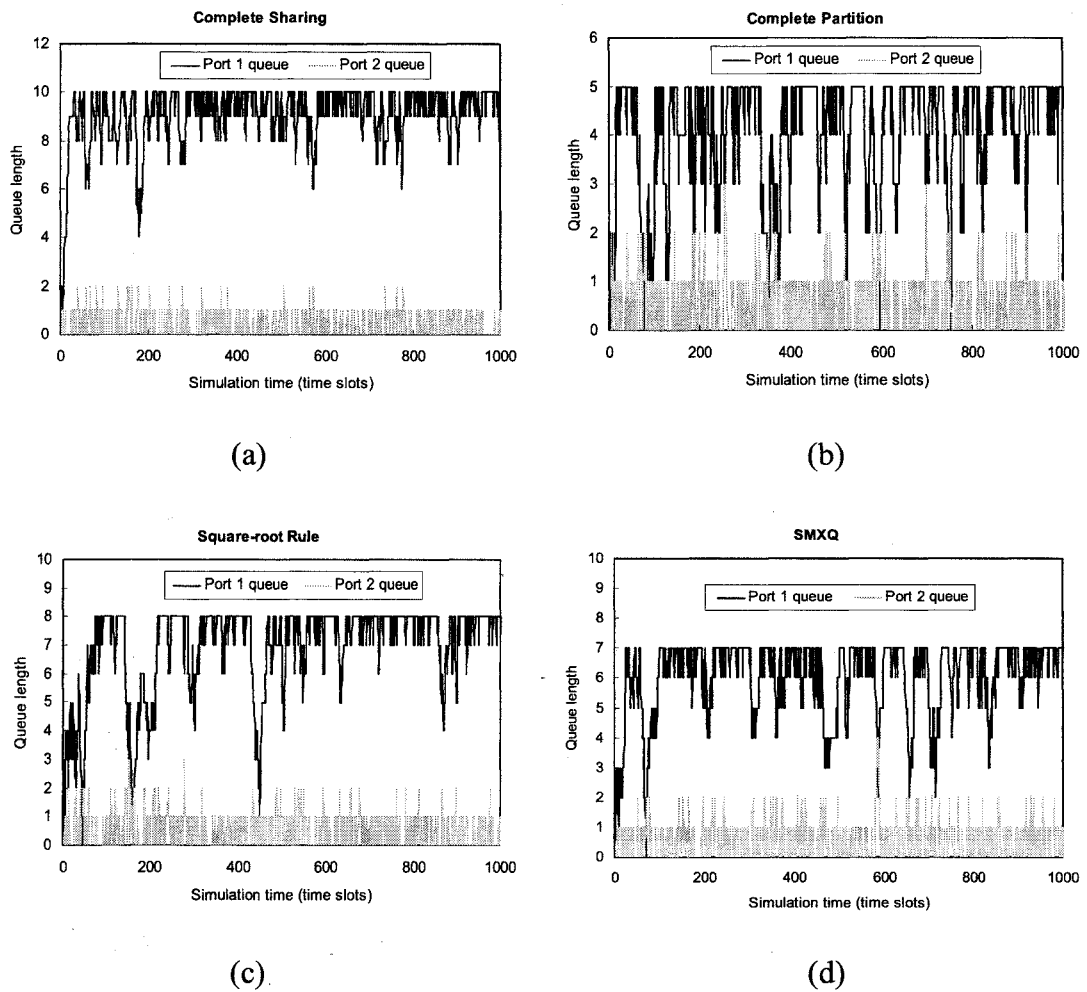 Complete Sharing
12
10
8
6
4
2
0
Port 1 queue Port 2 queue
Queue length
0 200 400 600 800 1000
Simulation time (time slots)
(a)
Complete Partition
6
5
4
3
2
1
0
Port 1 queue Port 2 queue
Queue length
0 200 400 600 800 1000
Simulation time (time slots)
(b)
Square-root Rule
10
9
8
7
6
5
4
3
2
1
0
Port 1 queue Port 2 queue
Queue length
0 200 400 600 800 1000
Simulation time (time slots)
(c)
SMXQ
10
9
8
7
6
5
4
3
2
1
0
Port 1 queue Port 2 queue
Queue length
0 200 400 600 800 1000
Simulation time (time slots)
(d)